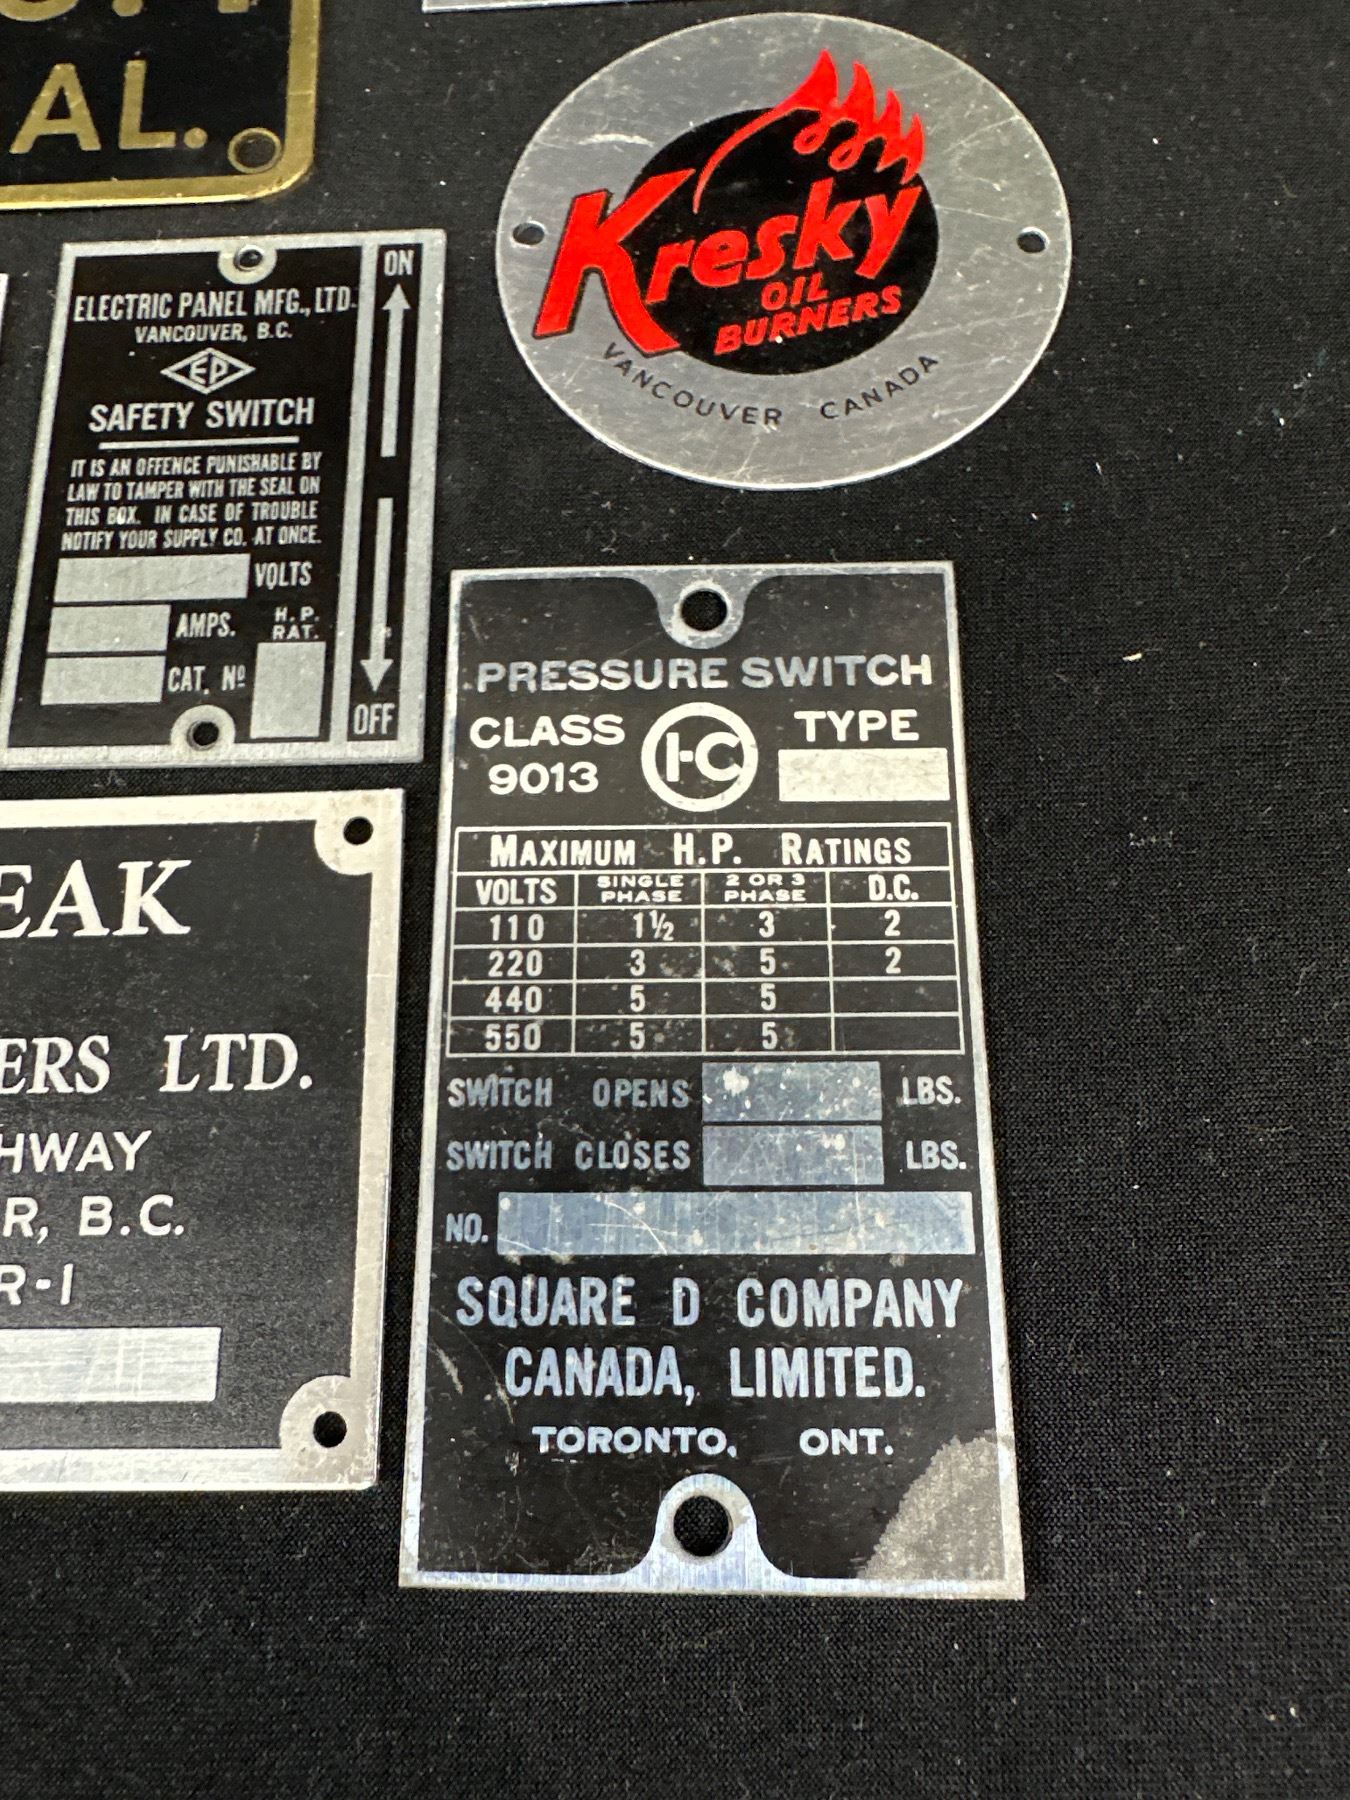 AL.
ELECTRIC PANEL MFG., LTD.
VANCOUVER, B.C.
EP
SAFETY SWITCH
IT IS AN OFFENCE PUNISHABLE BY
LAW TO TAMPER WITH THE SEAL ON
THIS BOX. IN CASE OF TROUBLE
NOTIFY YOUR SUPPLY CO. AT ONCE.
VOLTS
AMPS.
H.P.
RAT.
CAT. Nº
ON
OFF
Kresky
OIL
BURNERS
VANCOUVER CANADA
EAK
ERS LTD.
HWAY
R, B.C.
R-1
PRESSURE SWITCH
CLASS
9013
I-C
TYPE
MAXIMUM H.P. RATINGS
VOLTS SINGLE PHASE 2 OR 3 PHASE D.C.
110 1½ 3 2
220 3 5 2
440 5 5
550 5 5
SWITCH OPENS LBS.
SWITCH CLOSES LBS.
NO.
SQUARE D COMPANY
CANADA, LIMITED.
TORONTO, ONT.